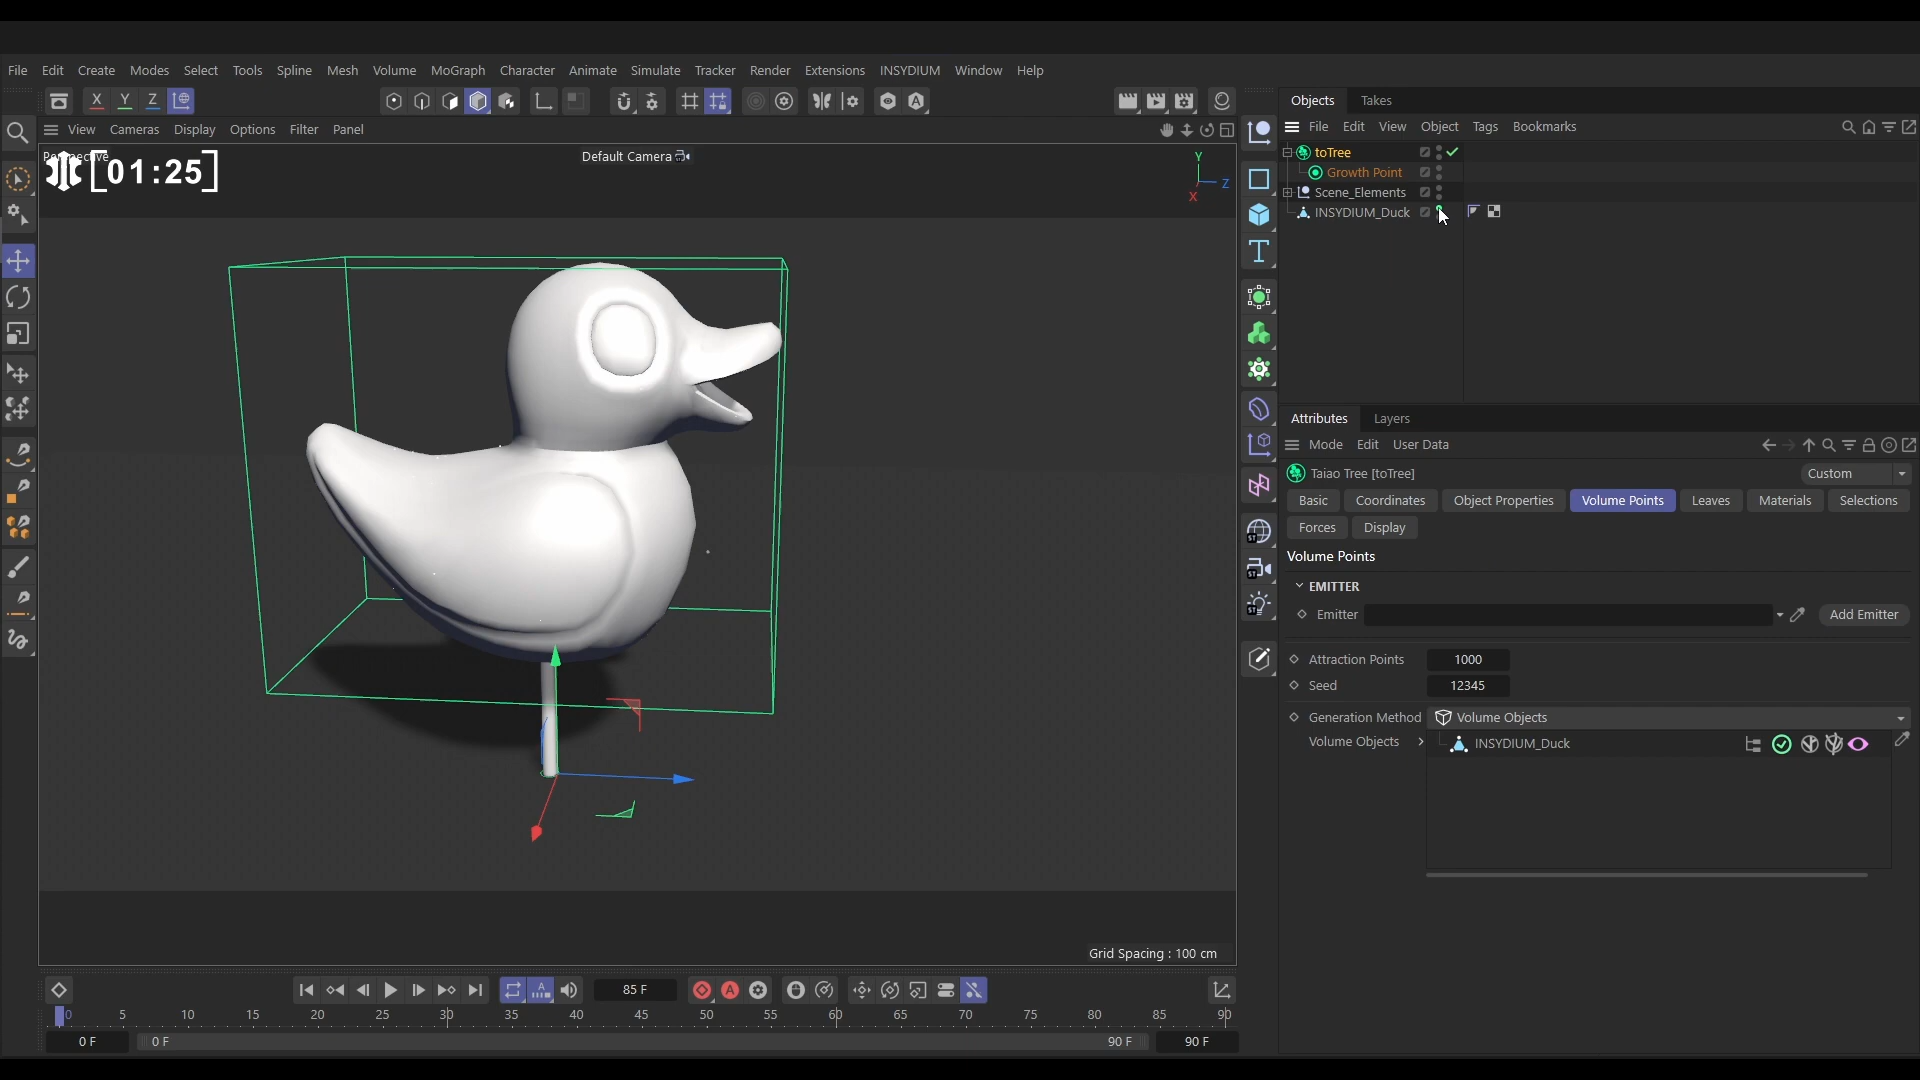 File Edit Create Modes Select Tools Spline Mesh Volume MoGraph Character Animate Simulate Tracker Render Extensions INSYDIUM Window Help
X Y Z
Objects Takes
View Cameras Display Options Filter Panel
File Edit View Object Tags Bookmarks
Default Camera
[01:25]
Y
Z
X
toTree
Growth Point
Scene_Elements
INSYDIUM_Duck
Attributes Layers
Mode Edit User Data
Taiao Tree [toTree]
Custom
Basic Coordinates Object Properties Volume Points Leaves Materials Selections
Forces Display
Volume Points
EMITTER
Emitter
Add Emitter
Attraction Points 1000
Seed 12345
Generation Method Volume Objects
Volume Objects INSYDIUM_Duck
Grid Spacing : 100 cm
85 F
0 5 10 15 20 25 30 35 40 45 50 55 60 65 70 75 80 85 90
0 F 0 F 90 F 90 F